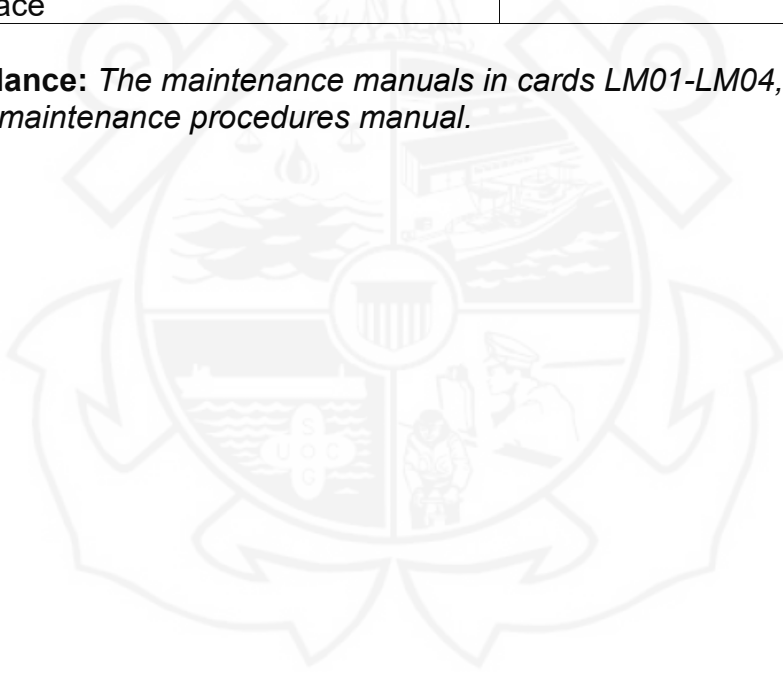 ace
lance: The maintenance manuals in cards LM01-LM04,
maintenance procedures manual.
S
U O C
G